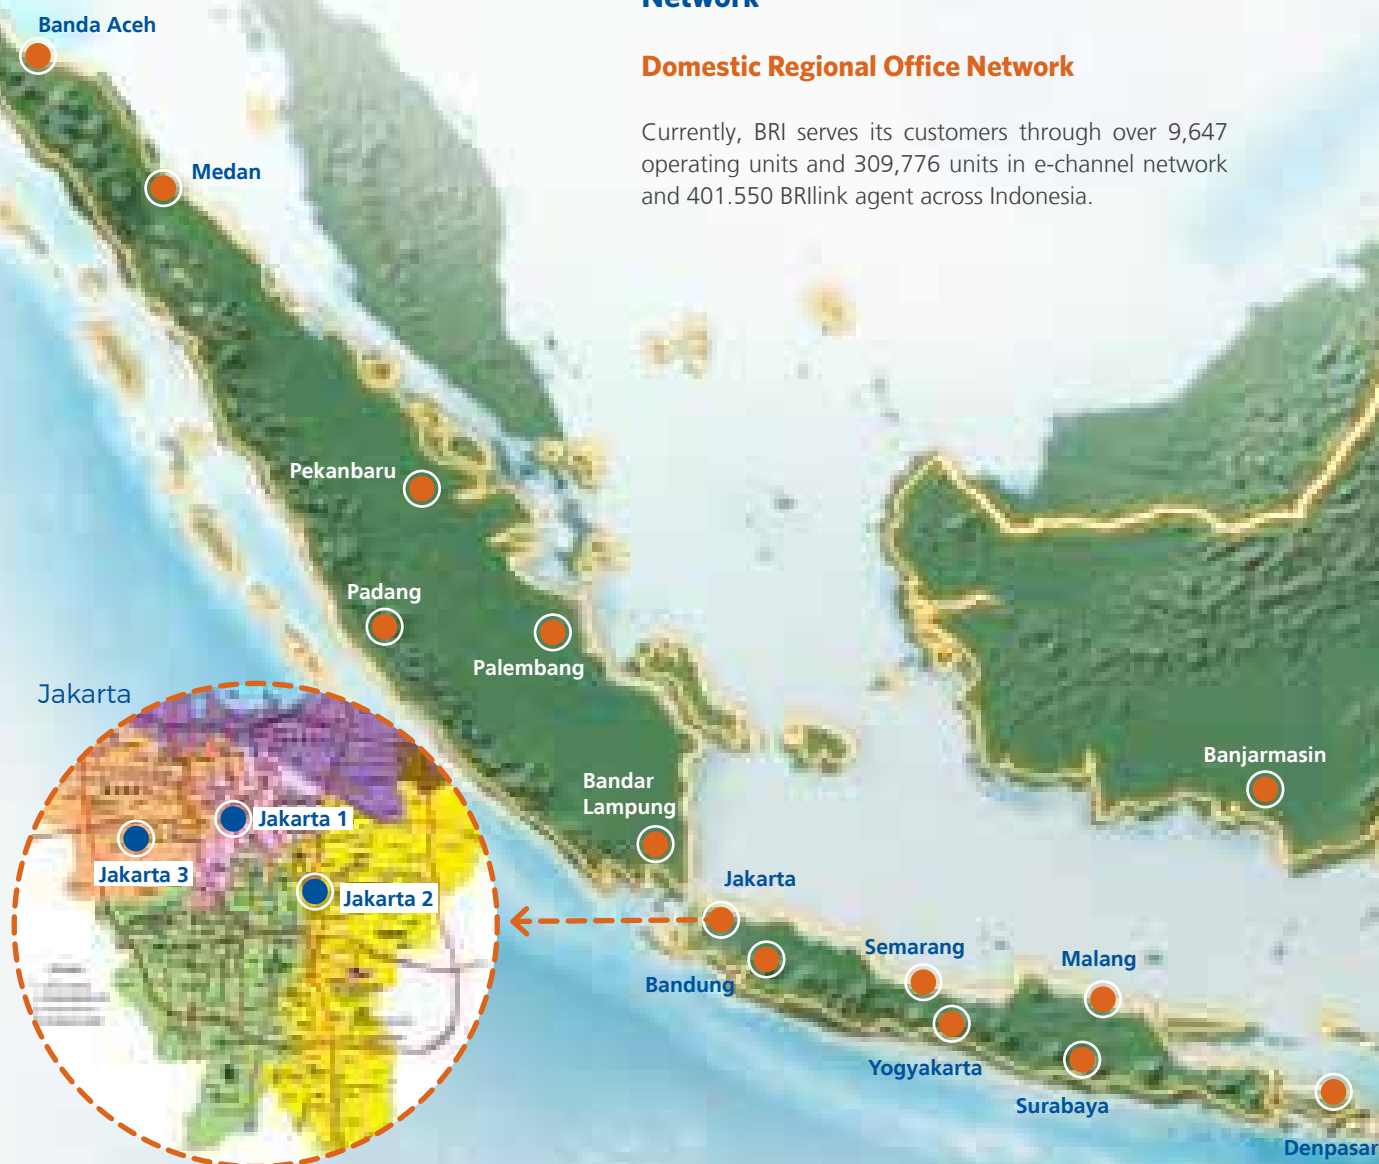 Network
Domestic Regional Office Network
Currently, BRI serves its customers through over 9,647
operating units and 309,776 units in e-channel network
and 401.550 BRIlink agent across Indonesia.
Banda Aceh
Medan
Pekanbaru
Padang
Palembang
Bandar
Lampung
Banjarmasin
Jakarta
Jakarta 1
Jakarta 3
Jakarta 2
Jakarta
Bandung
Semarang
Malang
Yogyakarta
Surabaya
Denpasar